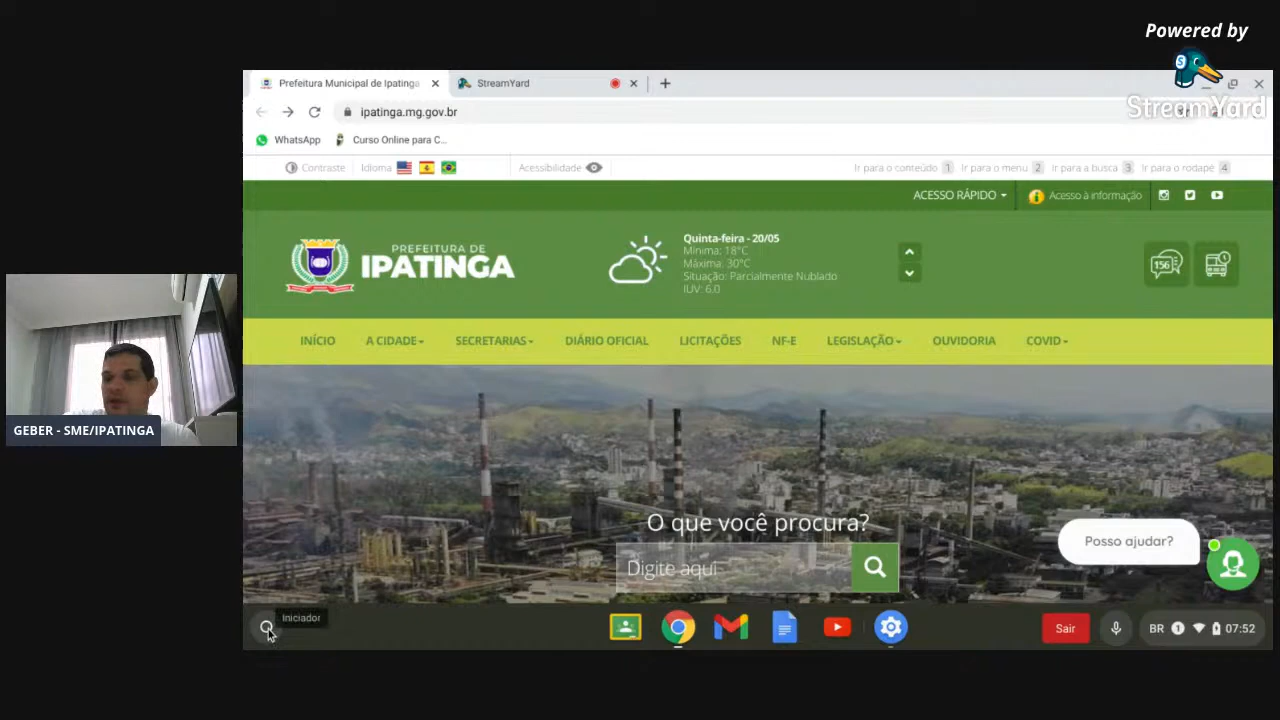 Powered by
StreamYard
Prefeitura Municipal de Ipatinga
StreamYard
ipatinga.mg.gov.br
WhatsApp
Curso Online para C...
Contraste
Idioma
Acessibilidade
Ir para o conteúdo 1
Ir para o menu 2
Ir para a busca 3
Ir para o rodapé 4
ACESSO RÁPIDO
Acesso à informação
PREFEITURA DE
IPATINGA
Quinta-feira - 20/05
Mínima: 18°C
Máxima: 30°C
Situação: Parcialmente Nublado
IUV: 6.0
156
INÍCIO
A CIDADE
SECRETARIAS
DIÁRIO OFICIAL
LICITAÇÕES
NF-E
LEGISLAÇÃO
OUVIDORIA
COVID
GEBER - SME/IPATINGA
O que você procura?
Digite aqui
Posso ajudar?
Iniciador
Sair
BR 1 07:52